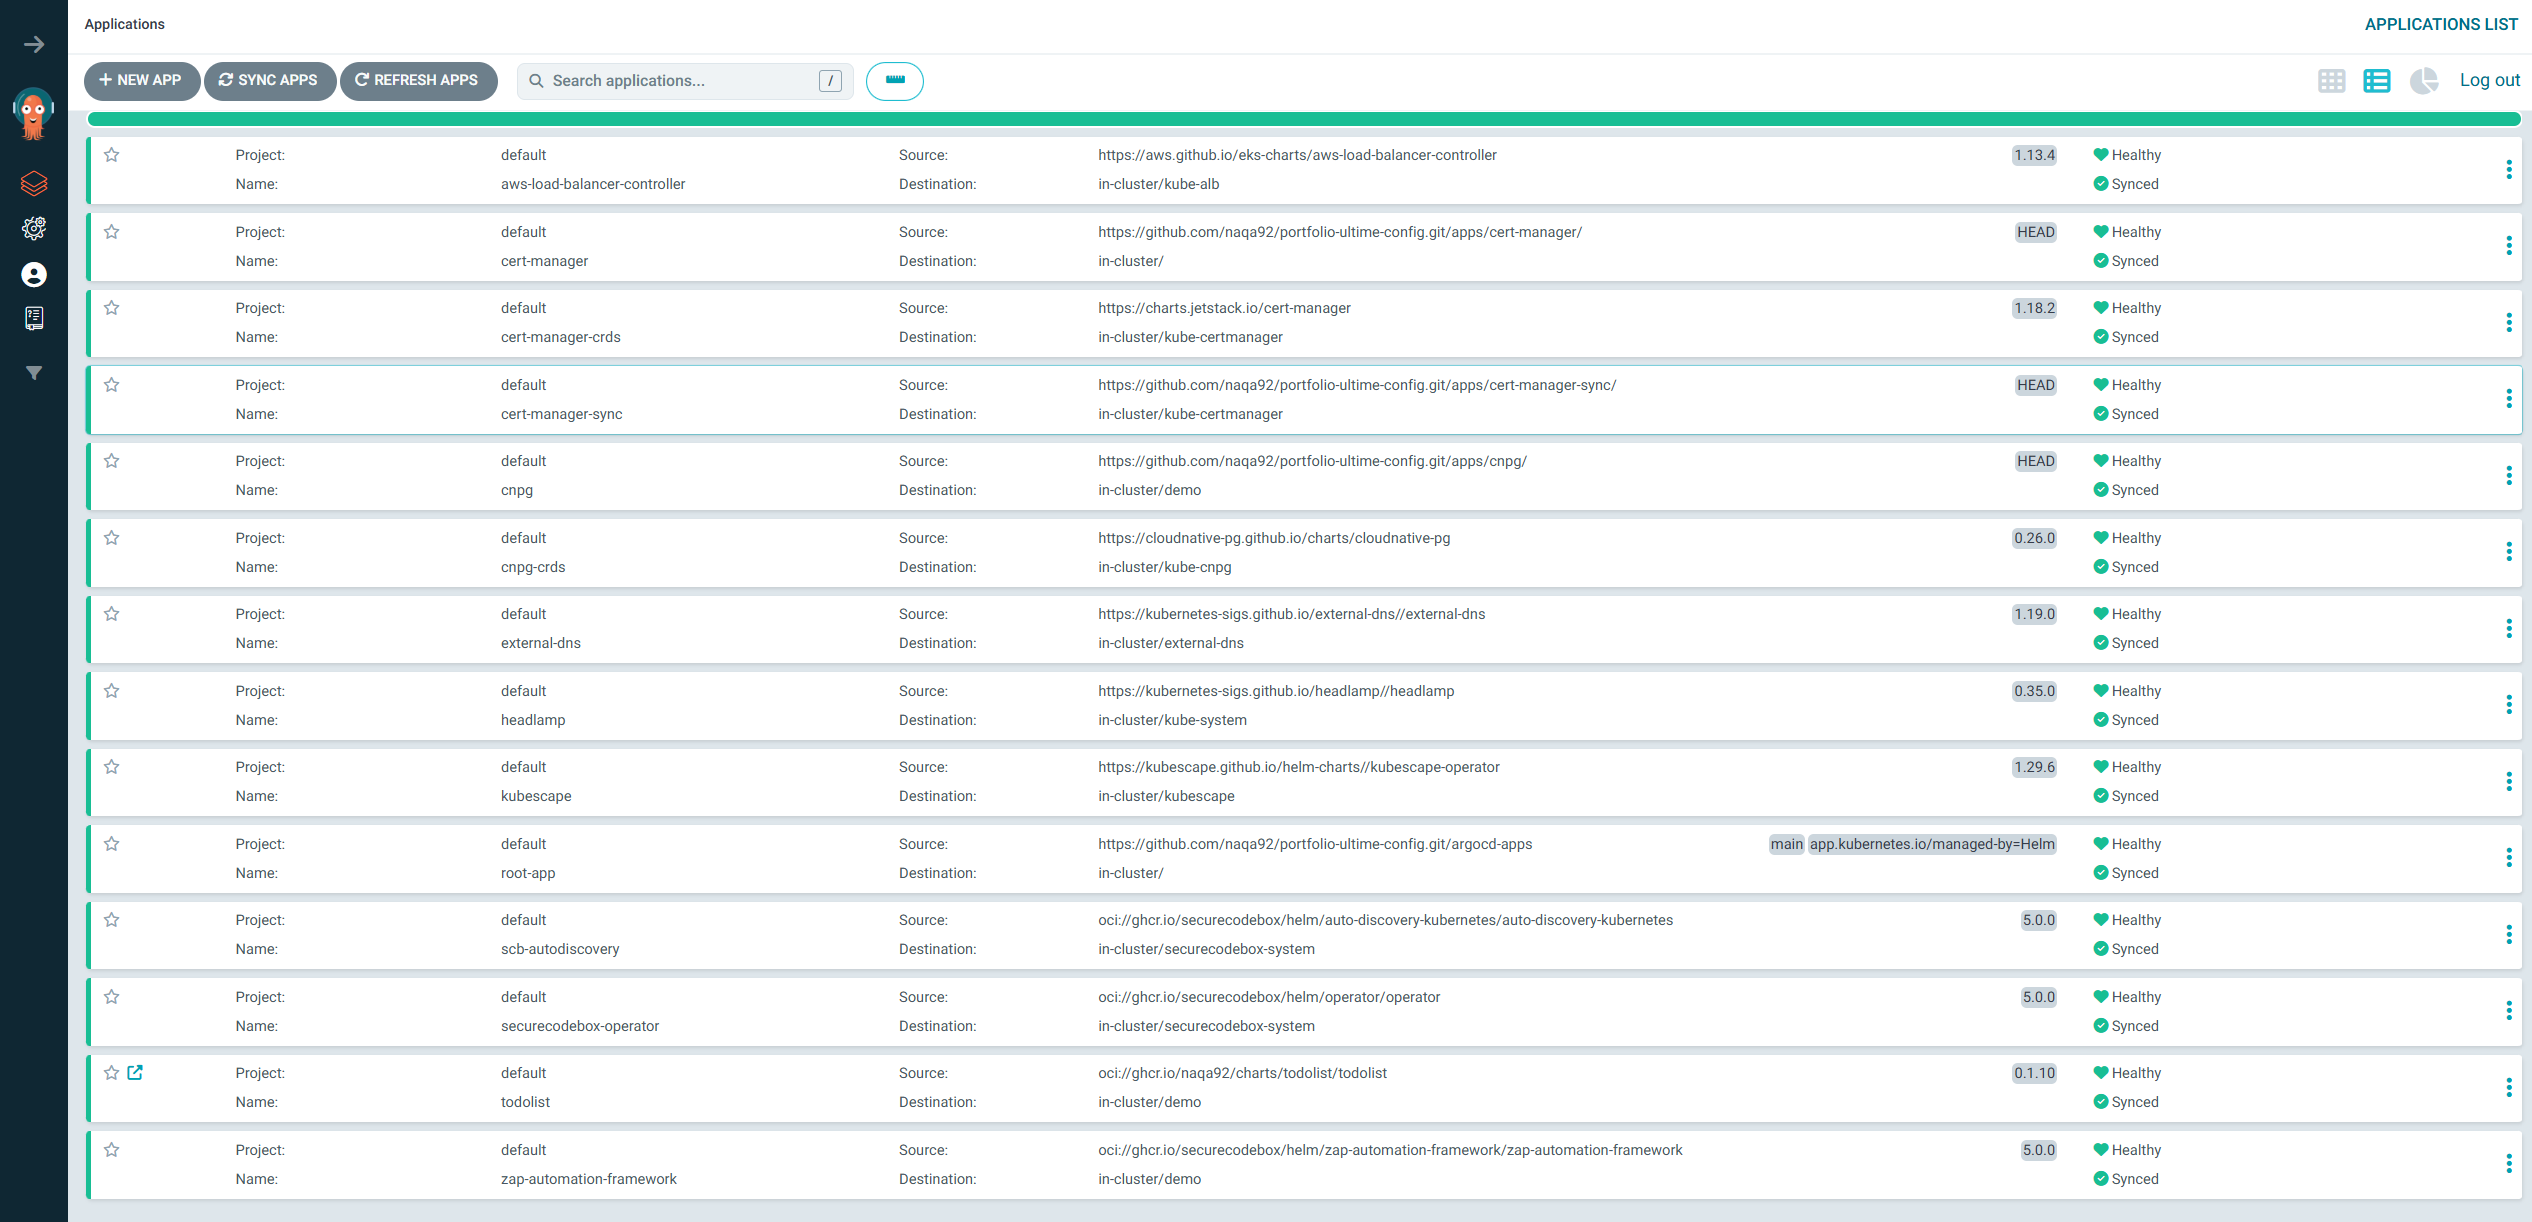 Applications
APPLICATIONS LIST
NEW APP SYNC APPS REFRESH APPS Search applications... / Log out
Project: default Source: https://aws.github.io/eks-charts/aws-load-balancer-controller 1.13.4 Healthy
Name: aws-load-balancer-controller Destination: in-cluster/kube-alb Synced
Project: default Source: https://github.com/naqa92/portfolio-ultime-config.git/apps/cert-manager/ HEAD Healthy
Name: cert-manager Destination: in-cluster/ Synced
Project: default Source: https://charts.jetstack.io/cert-manager 1.18.2 Healthy
Name: cert-manager-crds Destination: in-cluster/kube-certmanager Synced
Project: default Source: https://github.com/naqa92/portfolio-ultime-config.git/apps/cert-manager-sync/ HEAD Healthy
Name: cert-manager-sync Destination: in-cluster/kube-certmanager Synced
Project: default Source: https://github.com/naqa92/portfolio-ultime-config.git/apps/cnpg/ HEAD Healthy
Name: cnpg Destination: in-cluster/demo Synced
Project: default Source: https://cloudnative-pg.github.io/charts/cloudnative-pg 0.26.0 Healthy
Name: cnpg-crds Destination: in-cluster/kube-cnpg Synced
Project: default Source: https://kubernetes-sigs.github.io/external-dns//external-dns 1.19.0 Healthy
Name: external-dns Destination: in-cluster/external-dns Synced
Project: default Source: https://kubernetes-sigs.github.io/headlamp//headlamp 0.35.0 Healthy
Name: headlamp Destination: in-cluster/kube-system Synced
Project: default Source: https://kubescape.github.io/helm-charts//kubescape-operator 1.29.6 Healthy
Name: kubescape Destination: in-cluster/kubescape Synced
Project: default Source: https://github.com/naqa92/portfolio-ultime-config.git/argocd-apps main app.kubernetes.io/managed-by=Helm Healthy
Name: root-app Destination: in-cluster/ Synced
Project: default Source: oci://ghcr.io/securecodebox/helm/auto-discovery-kubernetes/auto-discovery-kubernetes 5.0.0 Healthy
Name: scb-autodiscovery Destination: in-cluster/securecodebox-system Synced
Project: default Source: oci://ghcr.io/securecodebox/helm/operator/operator 5.0.0 Healthy
Name: securecodebox-operator Destination: in-cluster/securecodebox-system Synced
Project: default Source: oci://ghcr.io/naqa92/charts/todolist/todolist 0.1.10 Healthy
Name: todolist Destination: in-cluster/demo Synced
Project: default Source: oci://ghcr.io/securecodebox/helm/zap-automation-framework/zap-automation-framework 5.0.0 Healthy
Name: zap-automation-framework Destination: in-cluster/demo Synced